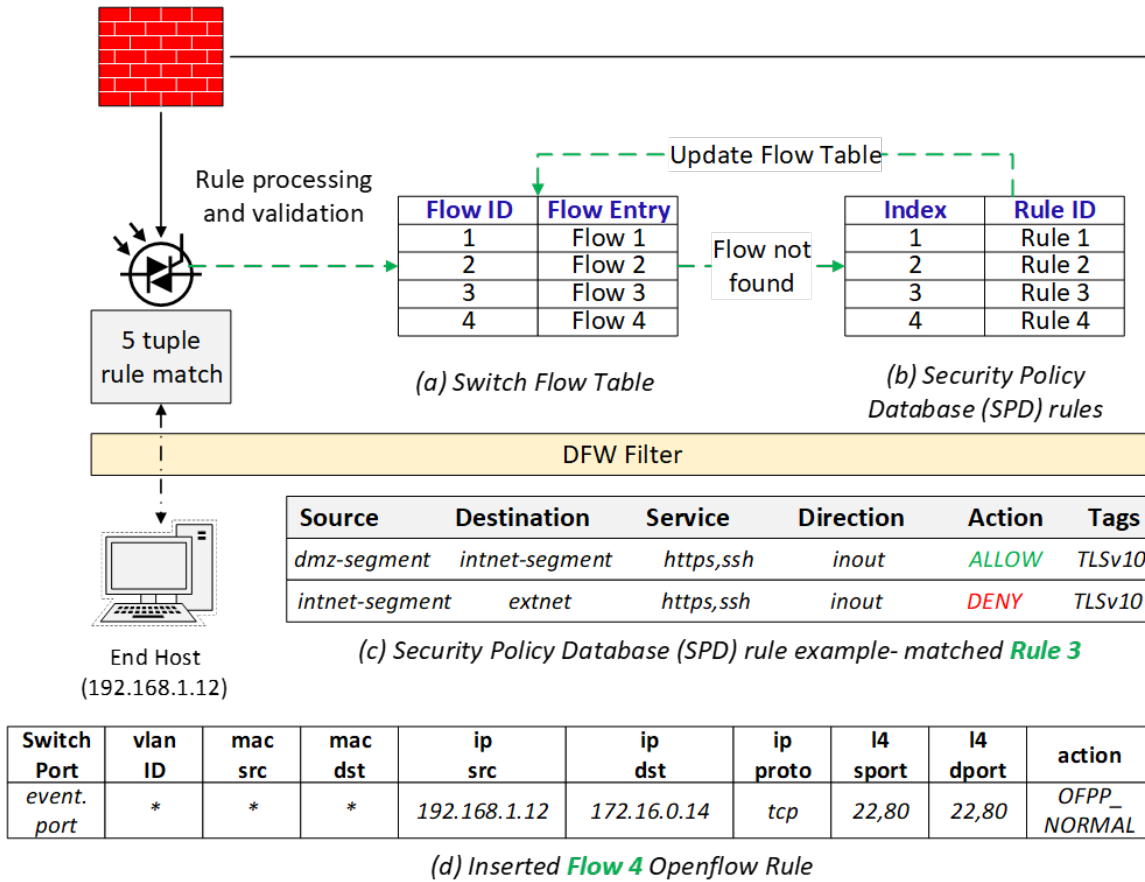 Update Flow Table
Rule processing
and validation
Flow ID Flow Entry
1 Flow 1
2 Flow 2
3 Flow 3
4 Flow 4
Flow not
found
Index Rule ID
1 Rule 1
2 Rule 2
3 Rule 3
4 Rule 4
5 tuple
rule match
(a) Switch Flow Table
(b) Security Policy
Database (SPD) rules
DFW Filter
Source Destination Service Direction Action Tags
dmz-segment intnet-segment https,ssh inout ALLOW TLSv10
intnet-segment extnet https,ssh inout DENY TLSv10
(c) Security Policy Database (SPD) rule example- matched Rule 3
End Host
(192.168.1.12)
Switch vlan mac mac ip ip ip l4 l4 action
Port ID src dst src dst proto sport dport
event. * * * 192.168.1.12 172.16.0.14 tcp 22,80 22,80 OFPP_
port NORMAL
(d) Inserted Flow 4 Openflow Rule